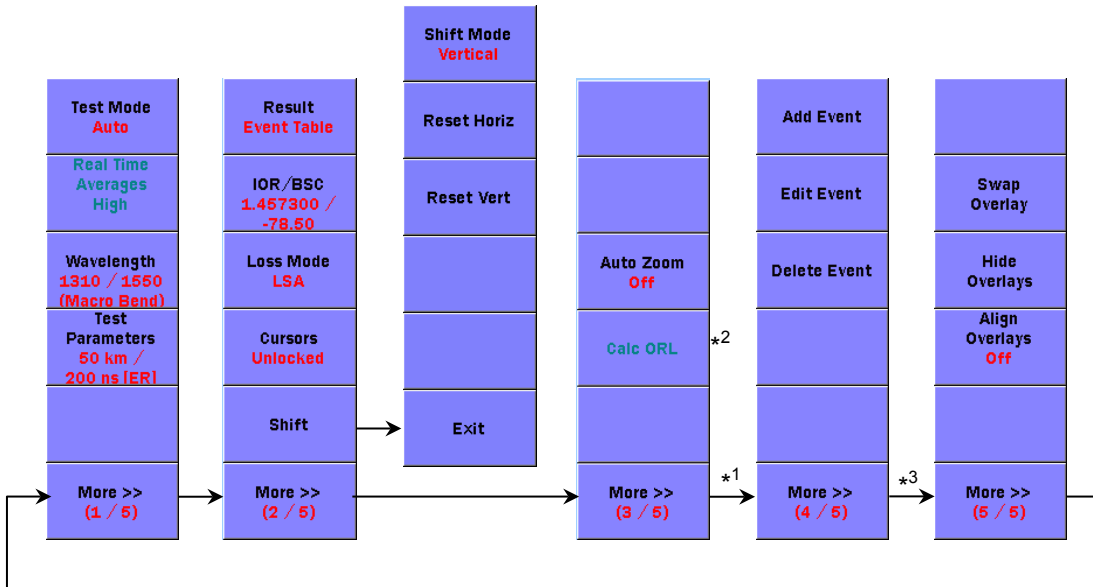 Test Mode
Auto
Real Time
Averages
High
Wavelength
1310 / 1550
(Macro Bend)
Test
Parameters
50 km /
200 ns [ER]
More >>
(1 / 5)
Result
Event Table
IOR/BSC
1.457300 /
-78.50
Loss Mode
LSA
Cursors
Unlocked
Shift
More >>
(2 / 5)
Shift Mode
Vertical
Reset Horiz
Reset Vert
Exit
Auto Zoom
Off
Calc ORL
*2
More >>
(3 / 5)
*1
Add Event
Edit Event
Delete Event
More >>
(4 / 5)
*3
Swap
Overlay
Hide
Overlays
Align
Overlays
Off
More >>
(5 / 5)